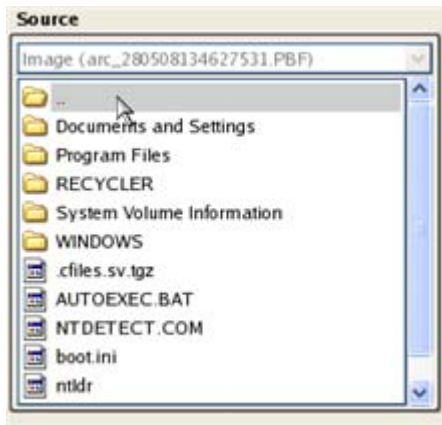 Source
Image (arc_280508134627531.PBF)
..
Documents and Settings
Program Files
RECYCLER
System Volume Information
WINDOWS
.cfiles.sv.tgz
AUTOEXEC.BAT
NTDETECT.COM
boot.ini
ntldr